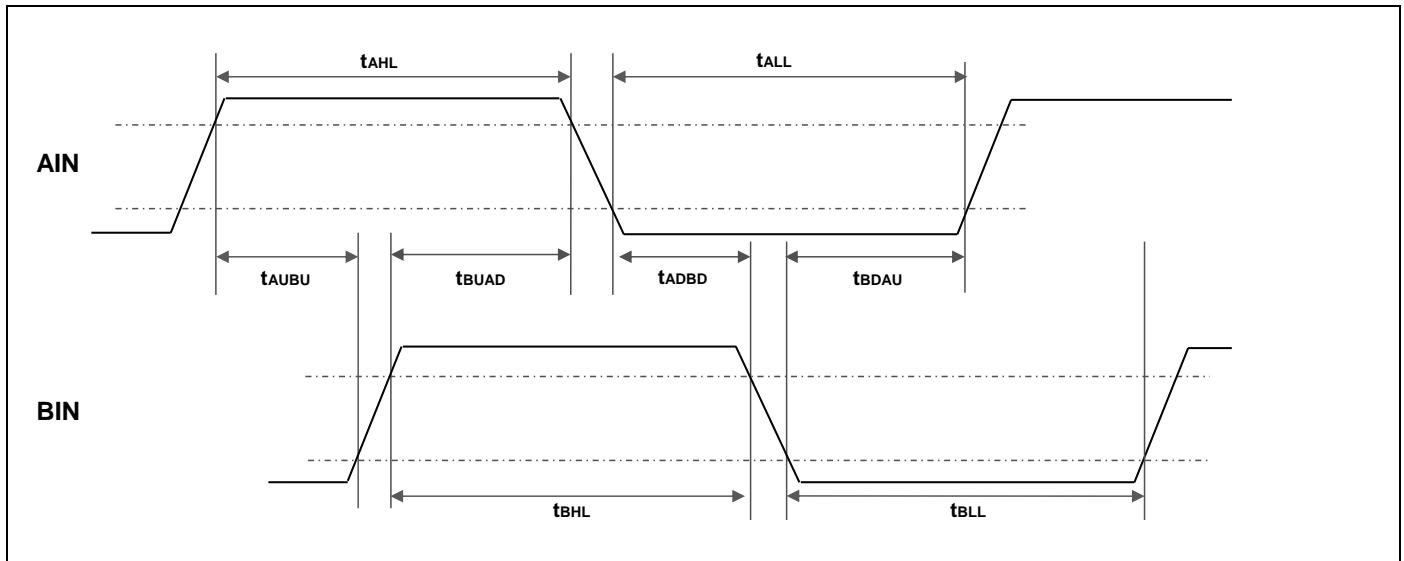 tAHL
tALL
AIN
tAUBU
tBUAD
tADBD
tBDAU
BIN
tBHL
tBLL